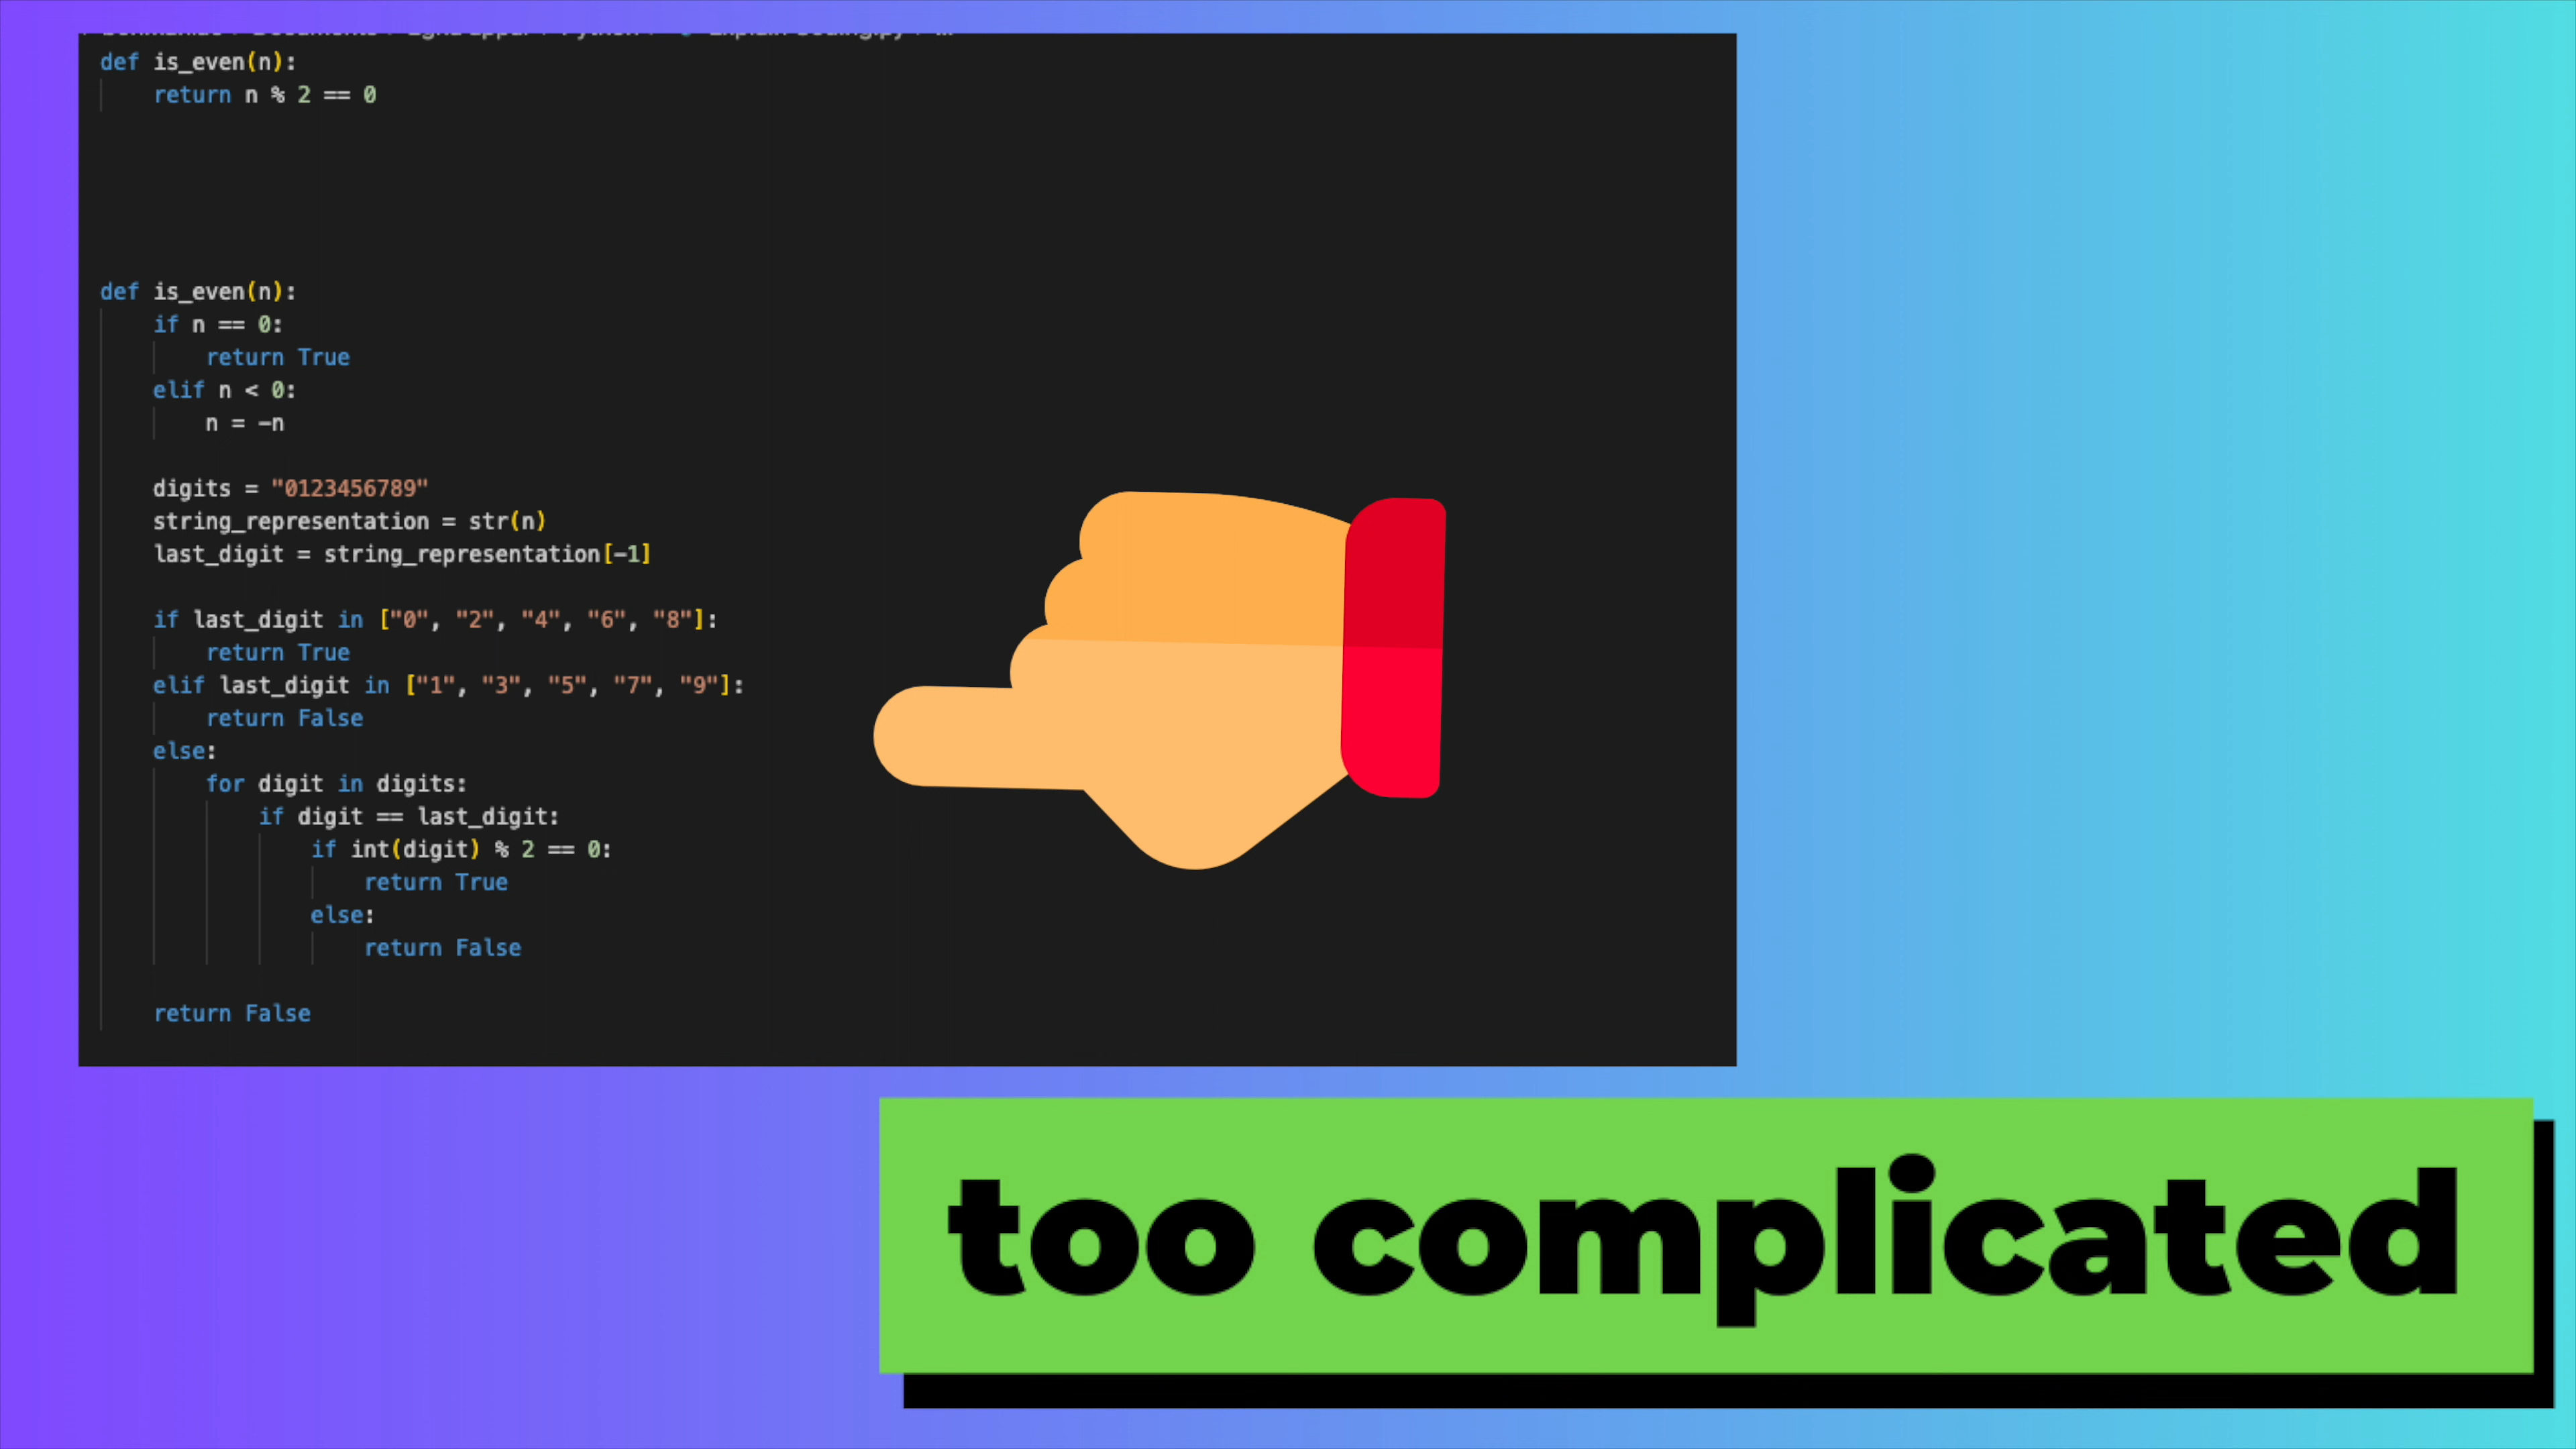 def is_even(n):
    return n % 2 == 0
def is_even(n):
    if n == 0:
        return True
    elif n < 0:
        n = -n
    digits = "0123456789"
    string_representation = str(n)
    last_digit = string_representation[-1]
    if last_digit in ["0", "2", "4", "6", "8"]:
        return True
    elif last_digit in ["1", "3", "5", "7", "9"]:
        return False
    else:
        for digit in digits:
            if digit == last_digit:
                if int(digit) % 2 == 0:
                    return True
                else:
                    return False
    return False
too complicated